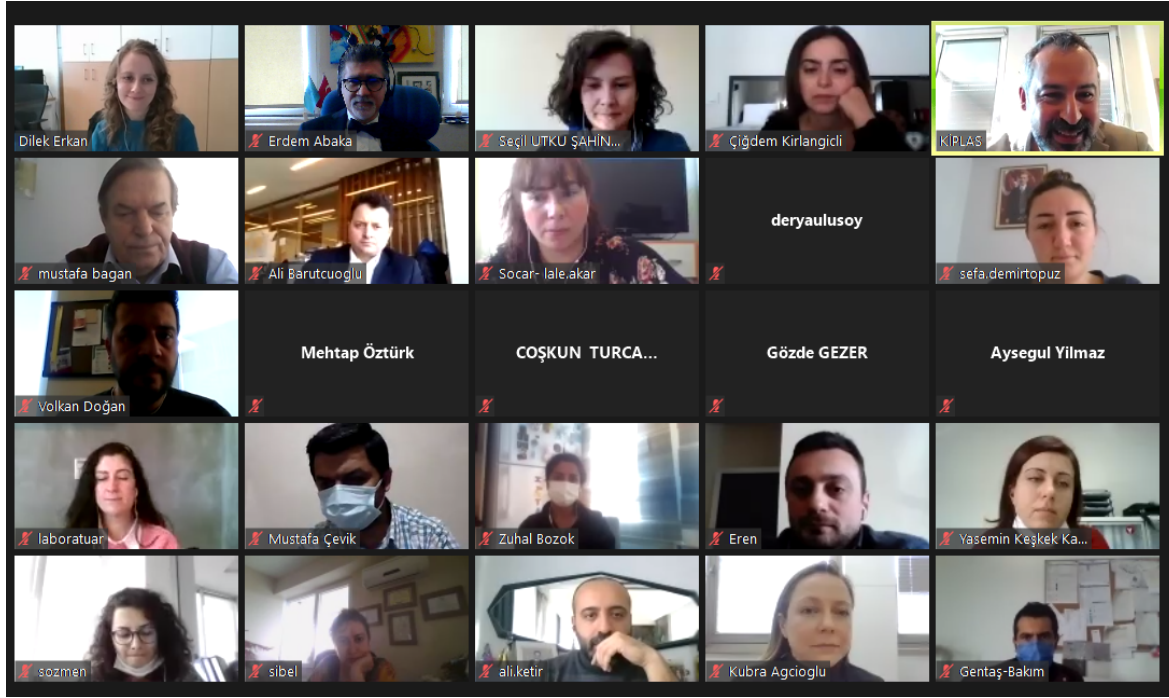 Dilek Erkan
Erdem Abaka
Seçil UTKU ŞAHİN...
Çiğdem Kirlangicli
KİPLAS
mustafa bagan
Ali Barutcuoglu
Socar- lale.akar
deryaulusoy
sefa.demirtopuz
Volkan Doğan
Mehtap Öztürk
COŞKUN TURCA...
Gözde GEZER
Aysegul Yilmaz
laboratuar
Mustafa Çevik
Zuhal Bozok
Eren
Yasemin Keşkek Ka...
sozmen
sibel
ali.ketir
Kubra Agcioglu
Gentaş-Bakım